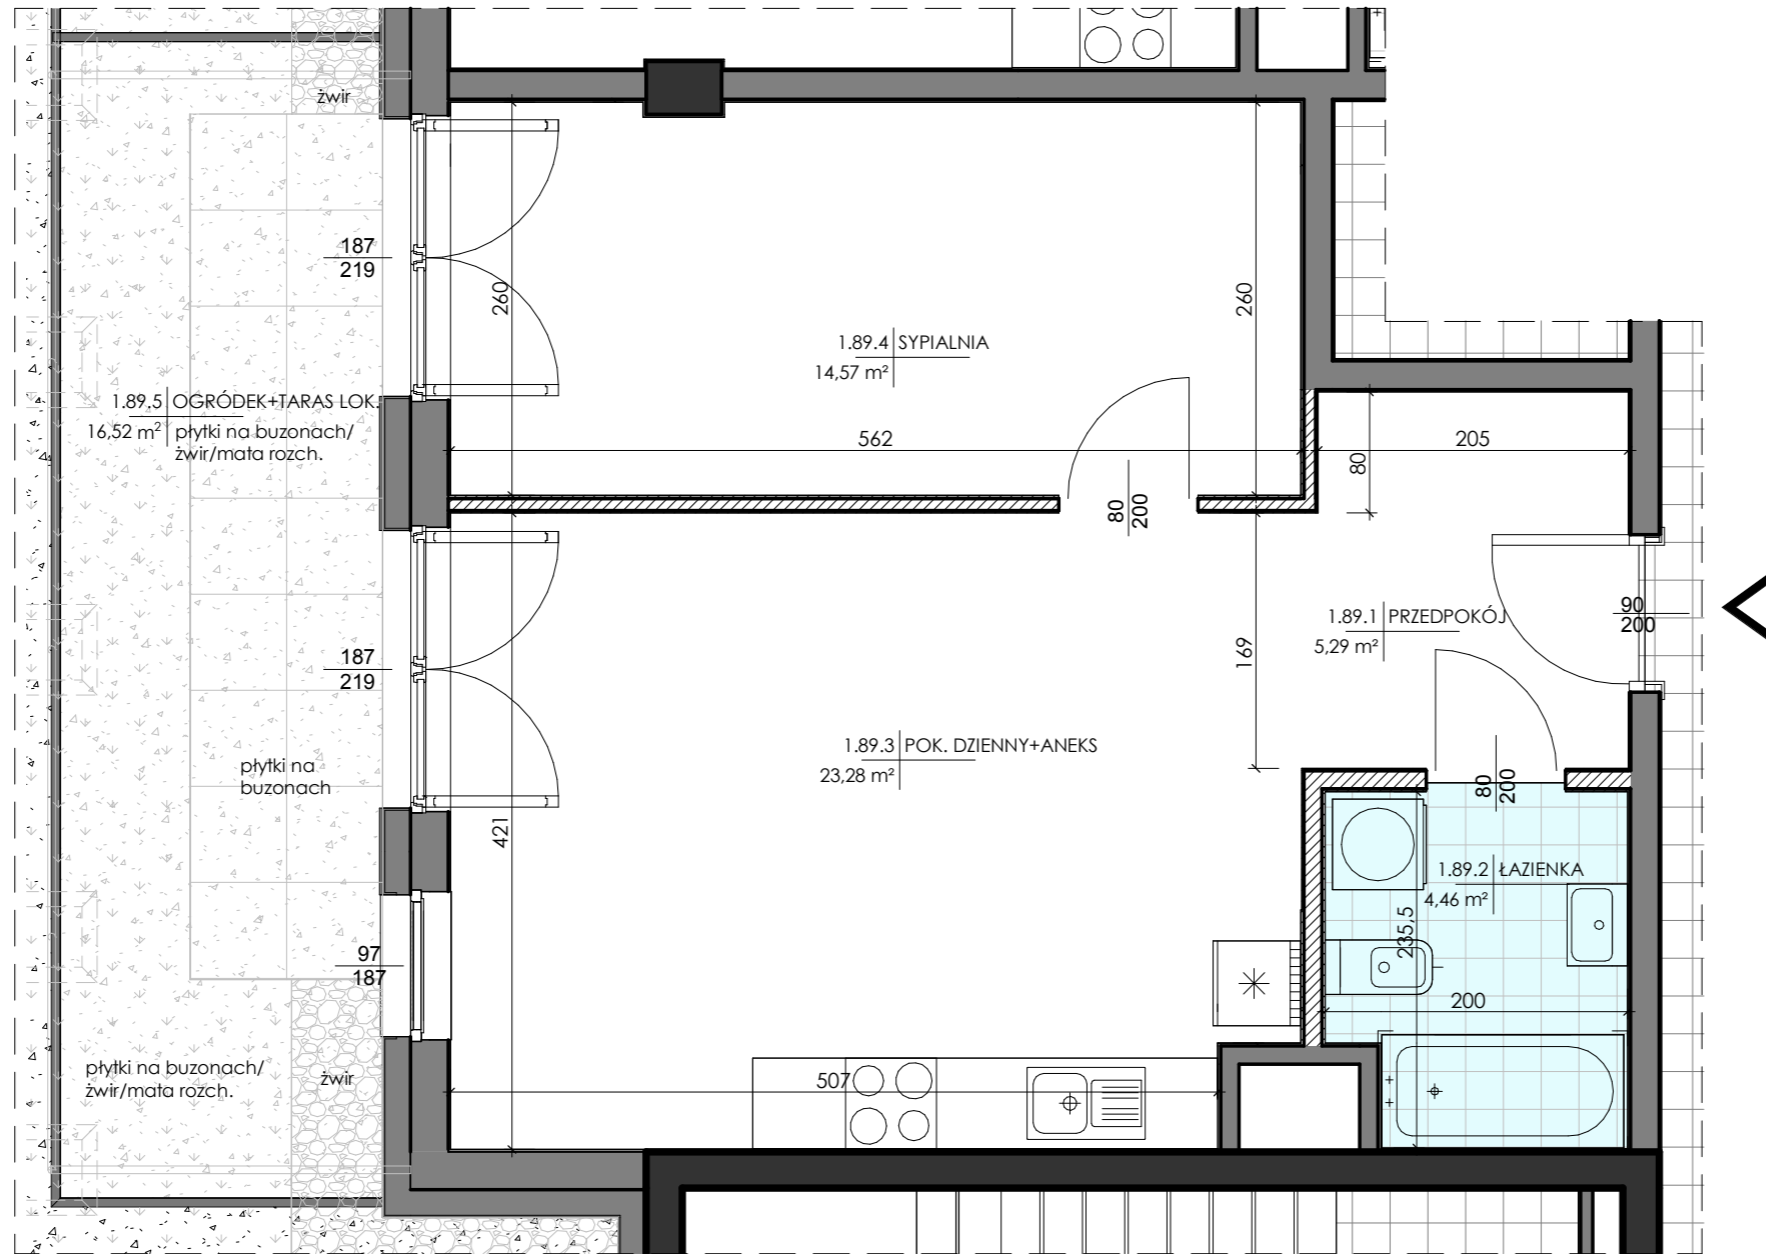 żwir
187
219
260
260
1.89.4 SYPIALNIA
14,57 m²
1.89.5 OGRÓDEK+TARAS LOK.
16,52 m² płytki na buzonach/
żwir/mata rozch.
562
205
80
80
200
187
219
169
1.89.1 PRZEDPOKÓJ
5,29 m²
90
200
1.89.3 POK. DZIENNY+ANEKS
23,28 m²
płytki na
buzonach
421
80
200
1.89.2 ŁAZIENKA
4,46 m²
235,5
97
187
200
płytki na buzonach/
żwir/mata rozch.
żwir
507